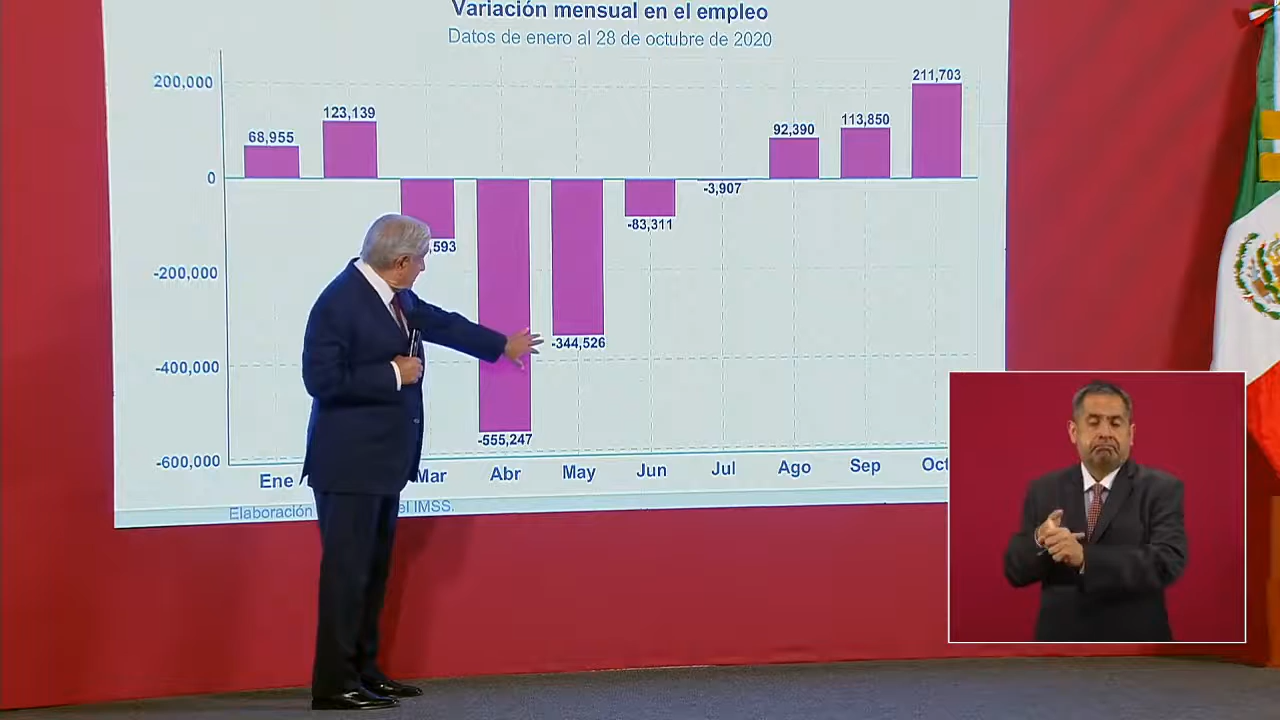 Variación mensual en el empleo
Datos de enero al 28 de octubre de 2020
200,000
0
-200,000
-400,000
-600,000
68,955
123,139
593
-555,247
-344,526
-83,311
-3,907
92,390
113,850
211,703
Ene
Mar
Abr
May
Jun
Jul
Ago
Sep
Oct
Elaboración el IMSS.